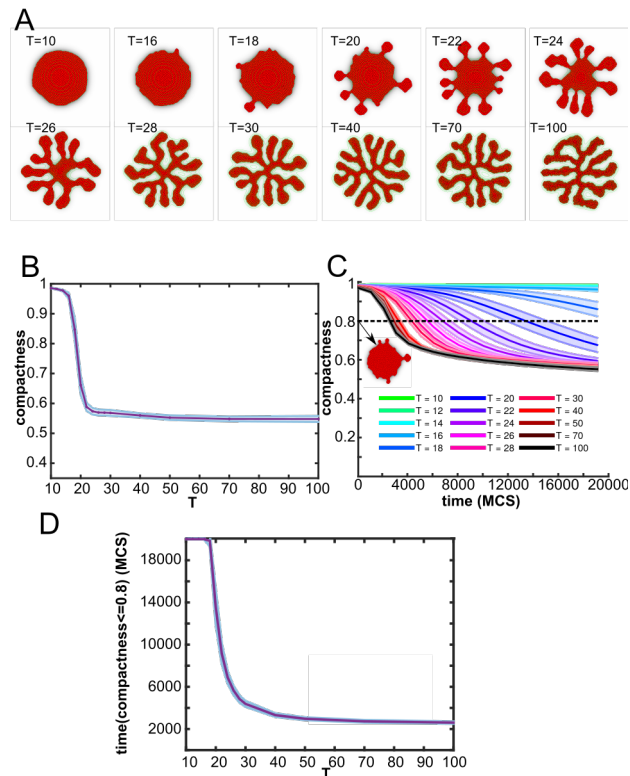 A
T=10 T=16 T=18 T=20 T=22 T=24
T=26 T=28 T=30 T=40 T=70 T=100
B
compactness
1
0.9
0.8
0.7
0.6
0.5
0.4
10 20 30 40 50 60 70 80 90 100
T
C
compactness
1
0.8
0.6
0.4
0.2
T = 10 T = 20 T = 30
T = 12 T = 22 T = 40
T = 14 T = 24 T = 50
T = 16 T = 26 T = 70
T = 18 T = 28 T = 100
0 4000 8000 12000 16000 20000
time (MCS)
D
time(compactness<=0.8) (MCS)
18000
14000
10000
6000
2000
10 20 30 40 50 60 70 80 90 100
T